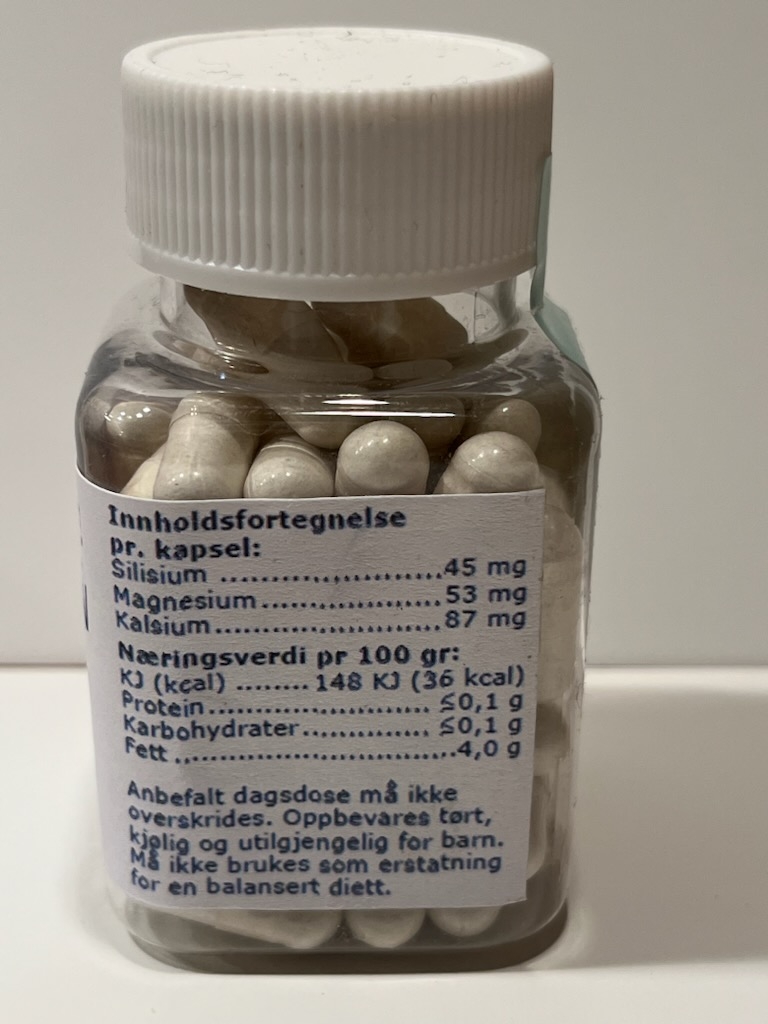 Innholdsfortegnelse
pr. kapsel:
Silisium ........................45 mg
Magnesium....................53 mg
Kalsium.........................87 mg
Næringsverdi pr 100 gr:
KJ (kcal) ........148 KJ (36 kcal)
Protein......................... ≤0,1 g
Karbohydrater.............. ≤0,1 g
Fett ...............................4,0 g
Anbefalt dagsdose må ikke
overskrides. Oppbevares tørt,
kjølig og utilgjengelig for barn.
Må ikke brukes som erstatning
for en balansert diett.